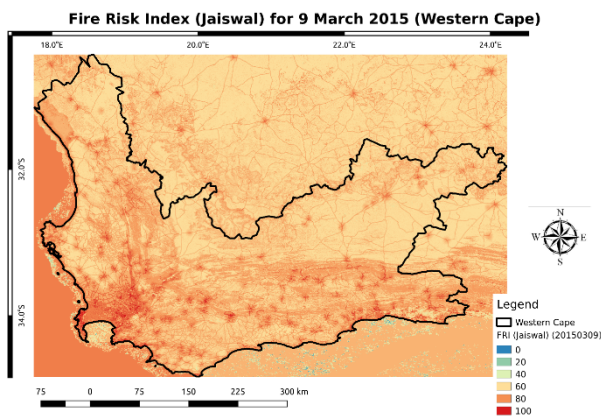 Fire Risk Index (Jaiswal) for 9 March 2015 (Western Cape)
18.0°E 20.0°E 22.0°E 24.0°E
32.0°S
34.0°S
N
W E
S
Legend
Western Cape
FRI (Jaiswal) (20150309)
0
20
40
60
80
100
75 0 75 150 225 300 km